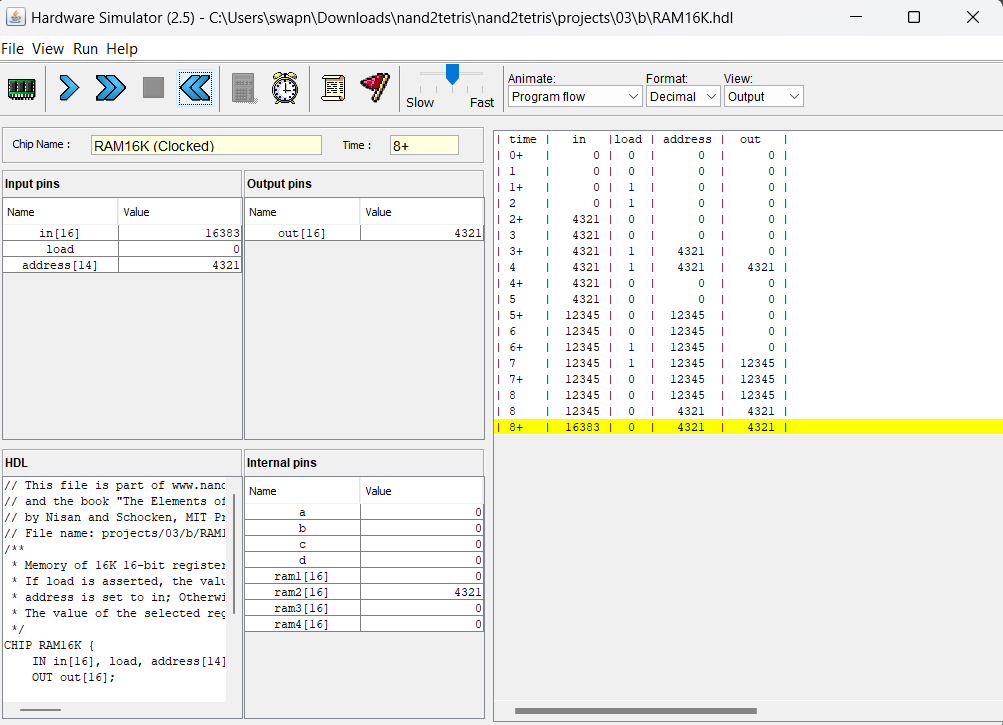 Hardware Simulator (2.5) - C:\Users\swapn\Downloads\nand2tetris\nand2tetris\projects\03\b\RAM16K.hdl
File View Run Help
Slow Fast
Animate: Format: View:
Program flow Decimal Output
Chip Name : RAM16K (Clocked) Time : 8+
Input pins
Name Value
in[16] 16383
load 0
address[14] 4321
Output pins
Name Value
out[16] 4321
HDL
// This file is part of www.nand
// and the book "The Elements of
// by Nisan and Schocken, MIT Pr
// File name: projects/03/b/RAM1
/**
* Memory of 16K 16-bit register
* If load is asserted, the valu
* address is set to in; Otherwi
* The value of the selected reg
*/
CHIP RAM16K {
IN in[16], load, address[14]
OUT out[16];
Internal pins
Name Value
a 0
b 0
c 0
d 0
ram1[16] 0
ram2[16] 4321
ram3[16] 0
ram4[16] 0
| time | in |load | address | out |
| 0+ | 0 | 0 | 0 | 0 |
| 1 | 0 | 0 | 0 | 0 |
| 1+ | 0 | 1 | 0 | 0 |
| 2 | 0 | 1 | 0 | 0 |
| 2+ | 4321 | 0 | 0 | 0 |
| 3 | 4321 | 0 | 0 | 0 |
| 3+ | 4321 | 1 | 4321 | 0 |
| 4 | 4321 | 1 | 4321 | 4321 |
| 4+ | 4321 | 0 | 0 | 0 |
| 5 | 4321 | 0 | 0 | 0 |
| 5+ | 12345 | 0 | 12345 | 0 |
| 6 | 12345 | 0 | 12345 | 0 |
| 6+ | 12345 | 1 | 12345 | 0 |
| 7 | 12345 | 1 | 12345 | 12345 |
| 7+ | 12345 | 0 | 12345 | 12345 |
| 8 | 12345 | 0 | 12345 | 12345 |
| 8 | 12345 | 0 | 4321 | 4321 |
| 8+ | 16383 | 0 | 4321 | 4321 |